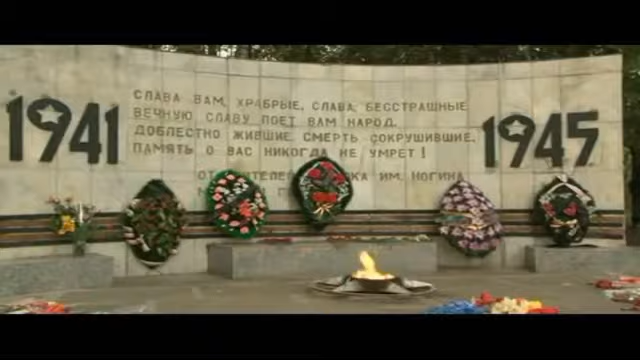 1941
СЛАВА ВАМ, ХРАБРЫЕ, СЛАВА, БЕССТРАШНЫЕ
ВЕЧНУЮ СЛАВУ ПОЕТ ВАМ НАРОД.
ДОБЛЕСТНО ЖИВШИЕ, СМЕРТЬ СОКРУШИВШИЕ,
ПАМЯТЬ О ВАС НИКОГДА НЕ УМРЕТ!
ОТ ИМ. НОГИНА
1945